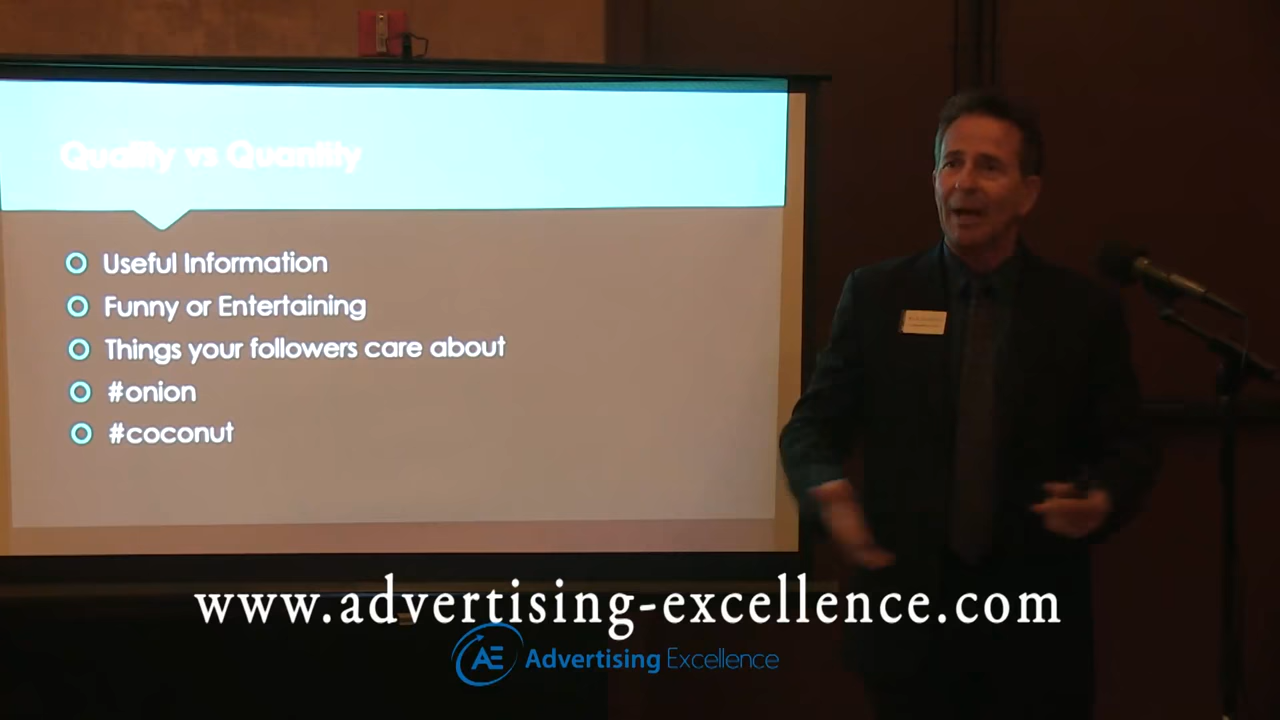 Quality vs Quantity
Useful Information
Funny or Entertaining
Things your followers care about
#onion
#coconut
www.advertising-excellence.com
AE Advertising Excellence